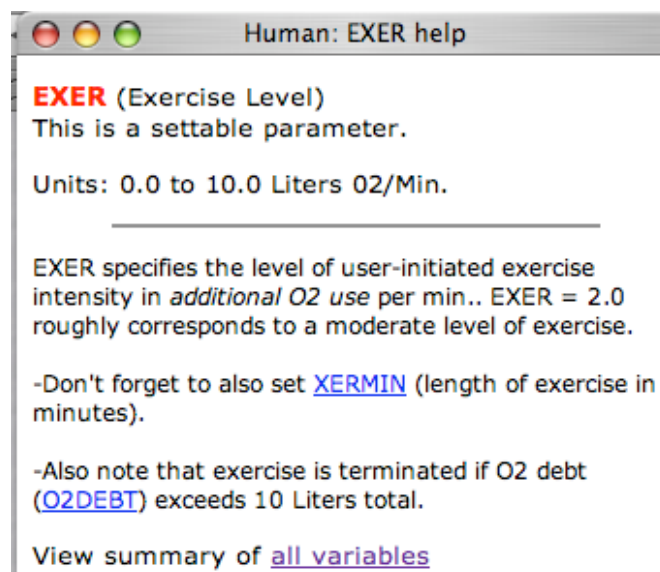 Human: EXER help
EXER (Exercise Level)
This is a settable parameter.
Units: 0.0 to 10.0 Liters 02/Min.
EXER specifies the level of user-initiated exercise
intensity in additional O2 use per min.. EXER = 2.0
roughly corresponds to a moderate level of exercise.
-Don't forget to also set XERMIN (length of exercise in
minutes).
-Also note that exercise is terminated if O2 debt
(O2DEBT) exceeds 10 Liters total.
View summary of all variables